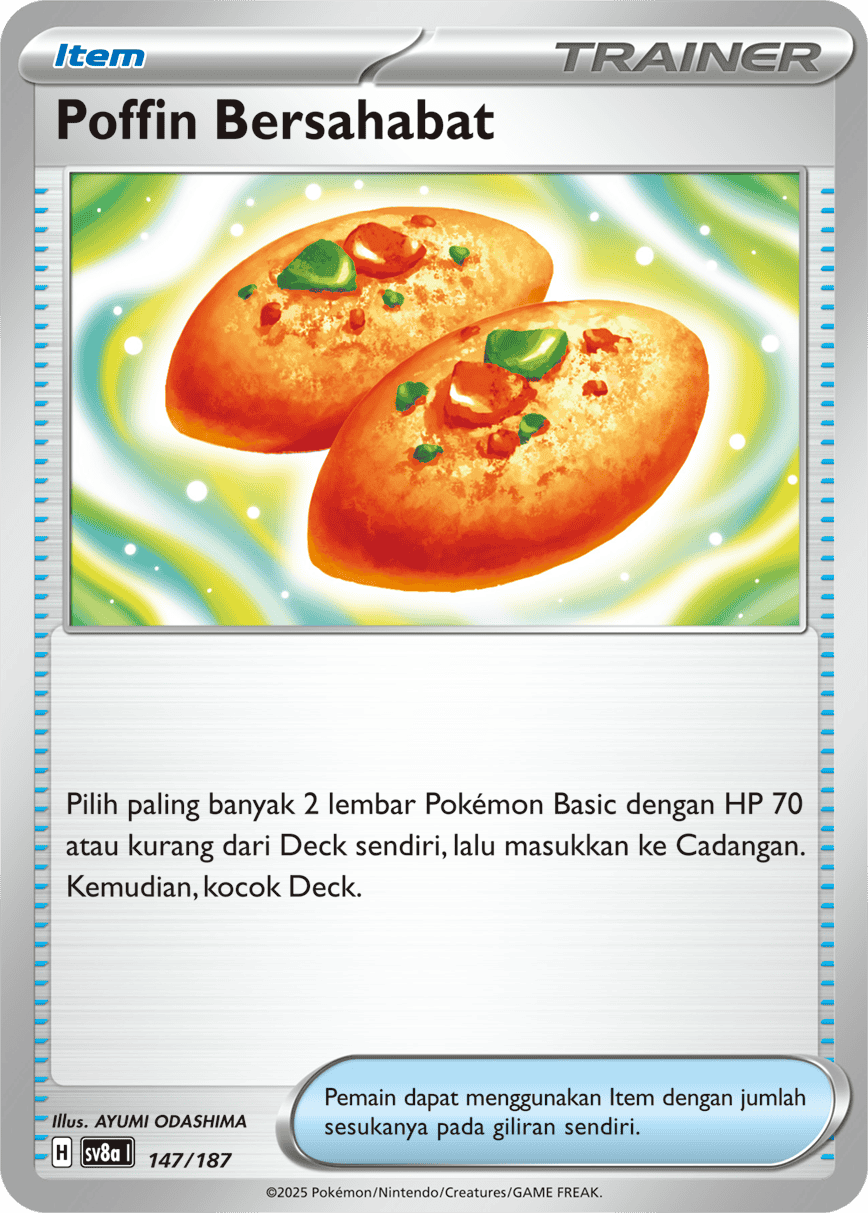 Item
TRAINER
Poffin Bersahabat
Pilih paling banyak 2 lembar Pokémon Basic dengan HP 70
atau kurang dari Deck sendiri, lalu masukkan ke Cadangan.
Kemudian, kocok Deck.
Pemain dapat menggunakan Item dengan jumlah
sesukanya pada giliran sendiri.
Illus. AYUMI ODASHIMA
H sv8a I 147/187
©2025 Pokémon/Nintendo/Creatures/GAME FREAK.